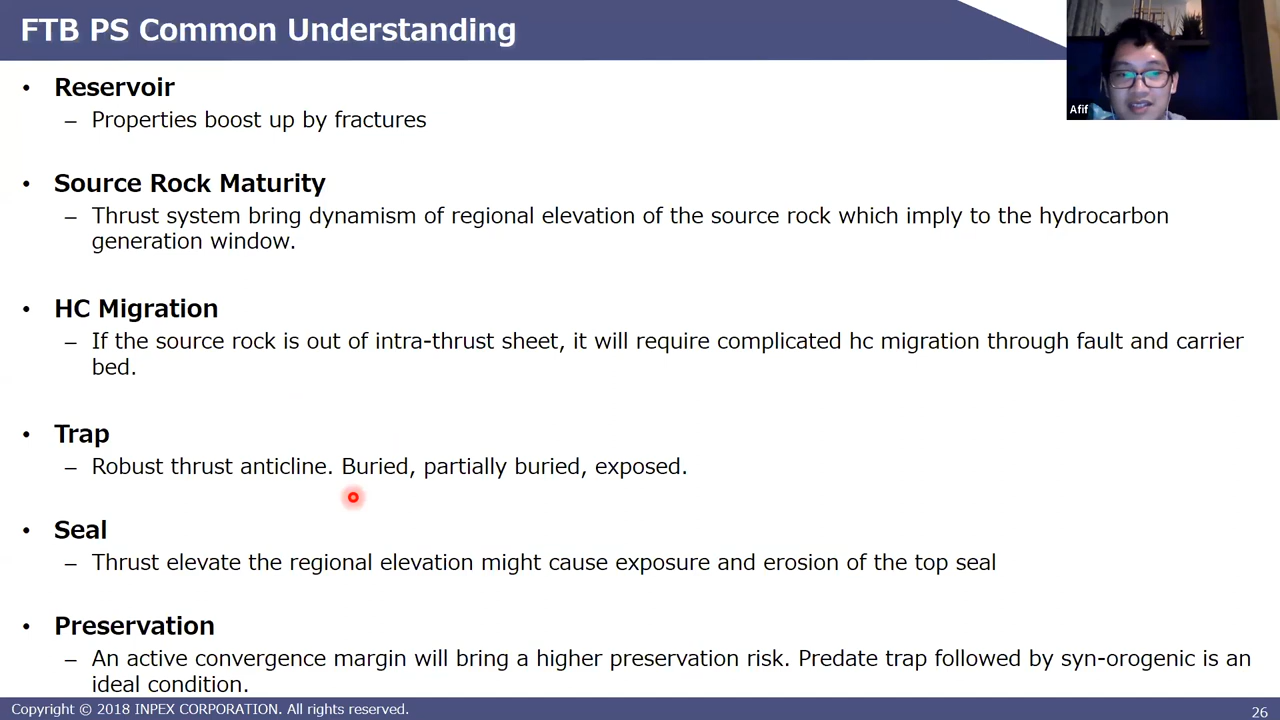 FTB PS Common Understanding
Afif
• Reservoir
– Properties boost up by fractures
• Source Rock Maturity
– Thrust system bring dynamism of regional elevation of the source rock which imply to the hydrocarbon
generation window.
• HC Migration
– If the source rock is out of intra-thrust sheet, it will require complicated hc migration through fault and carrier
bed.
• Trap
– Robust thrust anticline. Buried, partially buried, exposed.
• Seal
– Thrust elevate the regional elevation might cause exposure and erosion of the top seal
• Preservation
– An active convergence margin will bring a higher preservation risk. Predate trap followed by syn-orogenic is an
ideal condition.
Copyright © 2018 INPEX CORPORATION. All rights reserved.
26